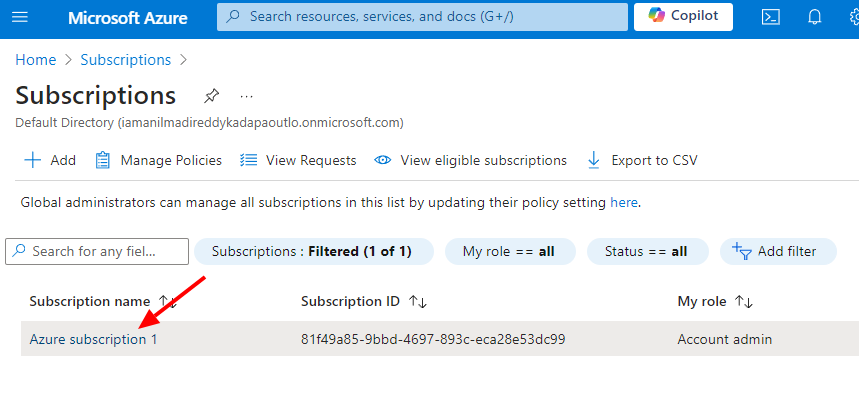 Microsoft Azure
Search resources, services, and docs (G+/)
Copilot
Home > Subscriptions >
Subscriptions
...
Default Directory (iamanilmadireddykadapaoutlo.onmicrosoft.com)
Add
Manage Policies
View Requests
View eligible subscriptions
Export to CSV
Global administrators can manage all subscriptions in this list by updating their policy setting here.
Search for any fiel...
Subscriptions : Filtered (1 of 1)
My role == all
Status == all
Add filter
Subscription name ↑↓
Subscription ID ↑↓
My role ↑↓
Azure subscription 1
81f49a85-9bbd-4697-893c-eca28e53dc99
Account admin